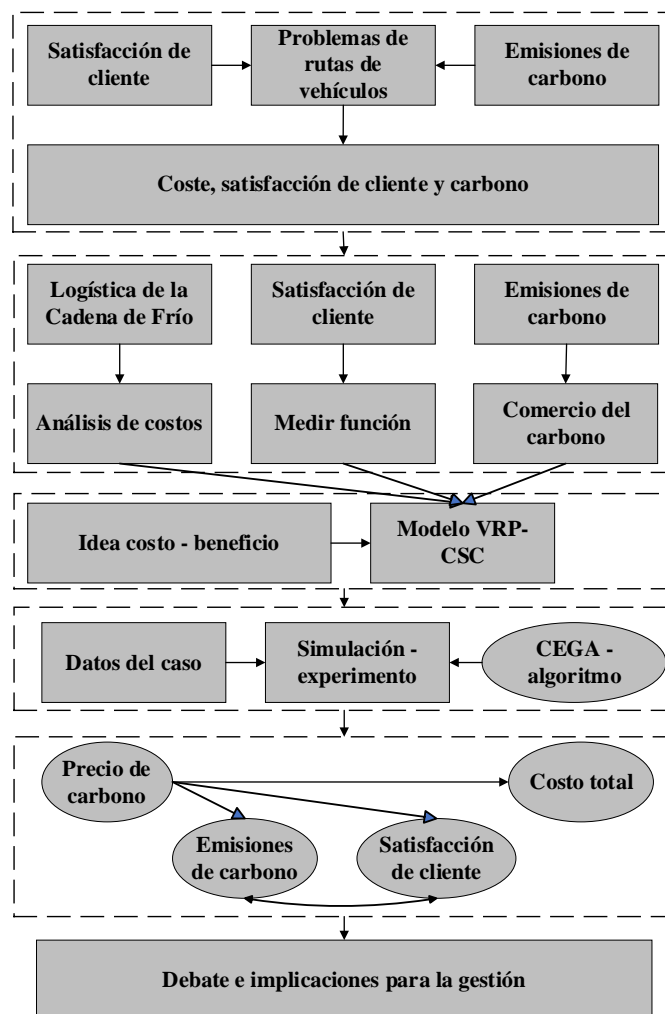 Satisfacción de
cliente
Problemas de
rutas de
vehículos
Emisiones de
carbono
Coste, satisfacción de cliente y carbono
Logística de la
Cadena de Frío
Satisfacción de
cliente
Emisiones de
carbono
Análisis de costos
Medir función
Comercio del
carbono
Idea costo - beneficio
Modelo VRP-
CSC
Datos del caso
Simulación -
experimento
CEGA -
algoritmo
Precio de
carbono
Costo total
Emisiones
de carbono
Satisfacción
de cliente
Debate e implicaciones para la gestión